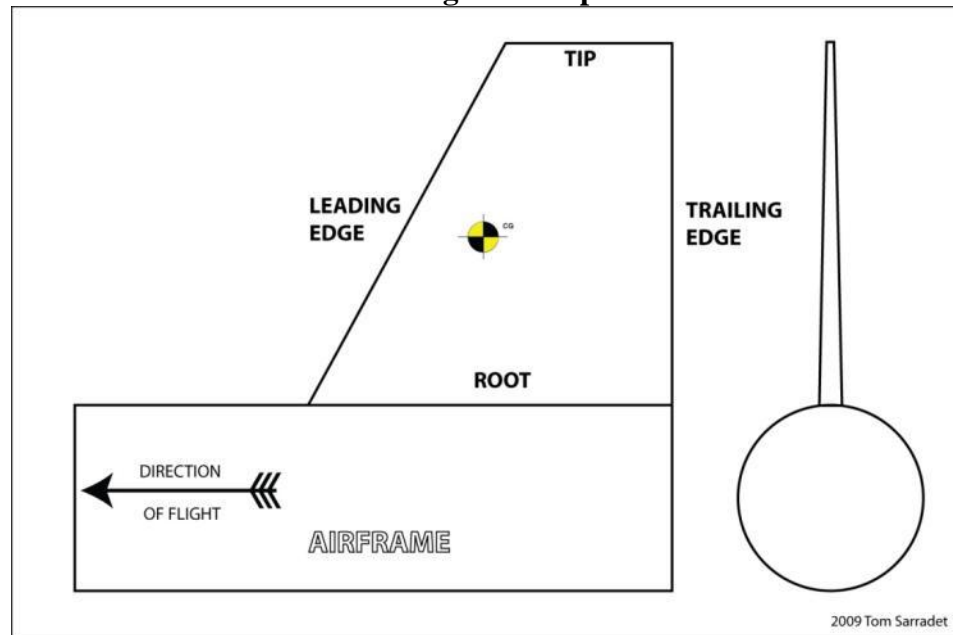 TIP
LEADING
EDGE
CG
TRAILING
EDGE
ROOT
DIRECTION
OF FLIGHT
AIRFRAME
2009 Tom Sarradet